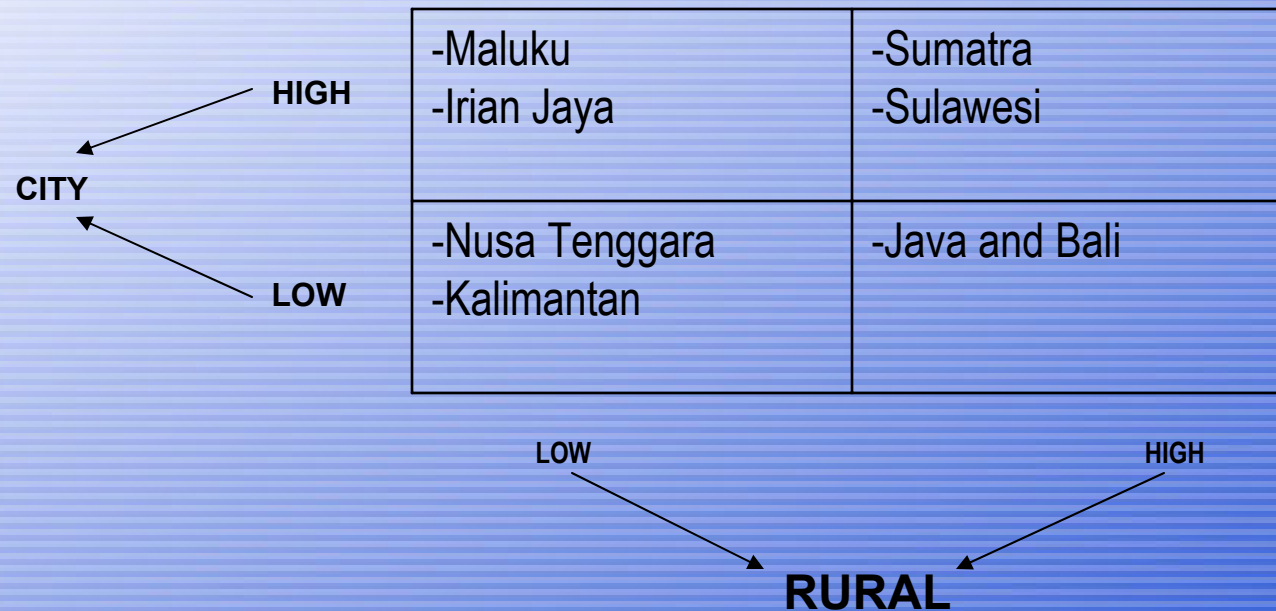 HIGH
CITY
LOW
-Maluku
-Irian Jaya
-Sumatra
-Sulawesi
-Nusa Tenggara
-Kalimantan
-Java and Bali
LOW
HIGH
RURAL